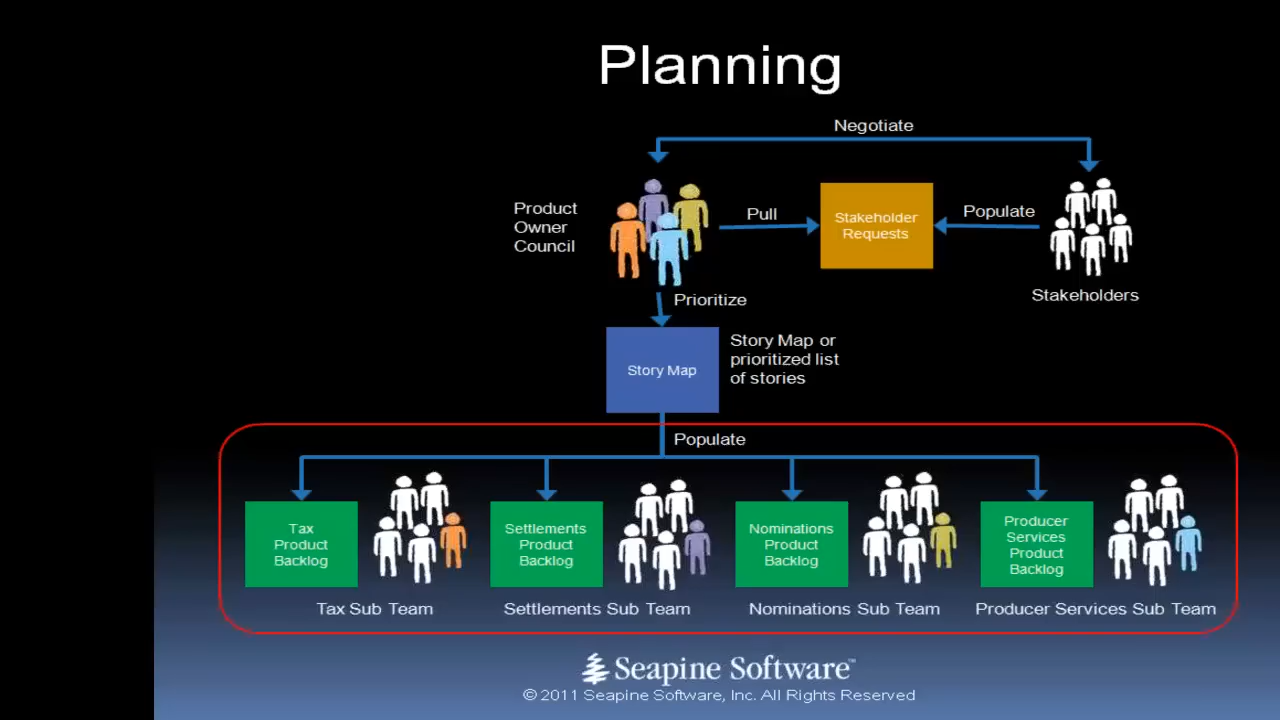 Planning
Negotiate
Product
Owner
Council
Pull
Stakeholder
Requests
Populate
Stakeholders
Prioritize
Story Map
Story Map or
prioritized list
of stories
Populate
Tax
Product
Backlog
Settlements
Product
Backlog
Nominations
Product
Backlog
Producer
Services
Product
Backlog
Tax Sub Team
Settlements Sub Team
Nominations Sub Team
Producer Services Sub Team
Seapine Software™
© 2011 Seapine Software, Inc. All Rights Reserved